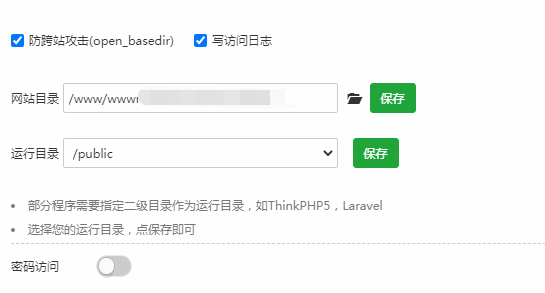 防跨站攻击(open_basedir) 写访问日志
网站目录 /www/www 保存
运行目录 /public 保存
部分程序需要指定二级目录作为运行目录，如ThinkPHP5，Laravel
选择您的运行目录，点保存即可
密码访问